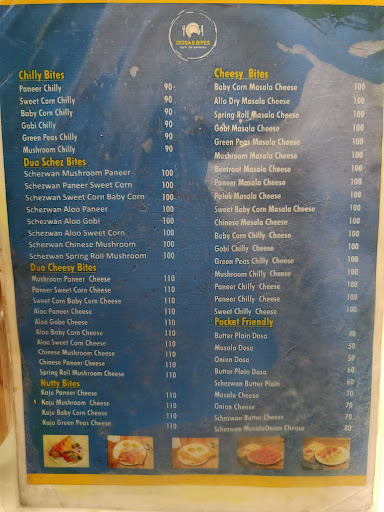 DOSAS BITES
Chilly Bites
Paneer Chilly 90
Sweet Corn Chilly 90
Baby Corn Chilly 90
Gobi Chilly 90
Green Peas Chilly 90
Mushroom Chilly 90
Duo Schez Bites
Schezwan Mushroom Paneer 100
Schezwan Paneer Sweet Corn 100
Schezwan Sweet Corn Baby Corn 100
Schezwan Aloo Paneer 100
Schezwan Aloo Gobi 100
Schezwan Aloo Sweet Corn 100
Schezwan Chinese Mushroom 100
Schezwan Spring Roll Mushroom 100
Duo Cheesy Bites
Mushroom Paneer Cheese 110
Paneer Sweet Corn Cheese 110
Sweet Corn Baby Corn Cheese 110
Aloo Paneer Cheese 110
Aloo Gobe Cheese 110
Aloo Baby Corn Cheese 110
Aloo Sweet Corn Cheese 110
Chinese Mushroom Cheese 110
Chinese Paneer Cheese 110
Spring Roll Mushroom Cheese 110
Nutty Bites
Kaju Paneer Cheese 110
Kaju Mushroom Cheese 110
Kaju Baby Corn Cheese 110
Kaju Green Peas Cheese 110
Cheesy Bites
Baby Corn Masala Cheese 100
Allo Dry Masala Cheese 100
Spring Roll Masala Cheese 100
Gobi Masala Cheese 100
Green Peas Masala Cheese 100
Mushroom Masala Cheese 100
Beetroot Masala Cheese 100
Paneer Masala Cheese 100
Palak Masala Cheese 100
Sweet Baby Corn Masala Cheese 100
Chinese Masala Cheese 100
Baby Corn Chilly Cheese 100
Gobi Chilly Cheese 100
Green Peas Chilly Cheese 100
Mushroom Chilly Cheese 100
Paneer Chilly Cheese 100
Paneer Chilly Cheese 100
Sweet Chilly Cheese 100
Pocket Friendly
Butter Plain Dosa 40
Masala Dosa 50
Onion Dosa 50
Butter Plain Dosa 60
Schezwan Butter Plain 60
Masala Cheese 70
Onion Cheese 70
Schezwan Butter Cheese 70
Schezwan MasalaOnion Cheese 80